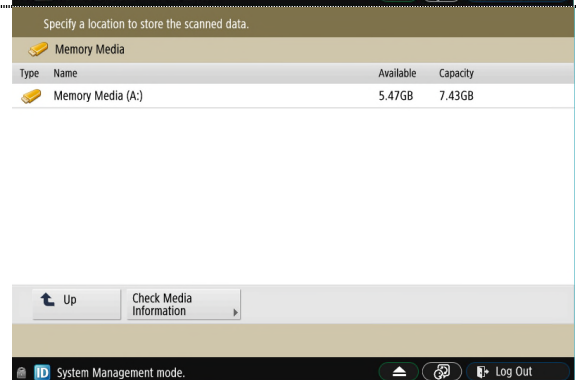 Specify a location to store the scanned data.
Memory Media
Type Name Available Capacity
Memory Media (A:) 5.47GB 7.43GB
Up
Check Media
Information
ID System Management mode. Log Out